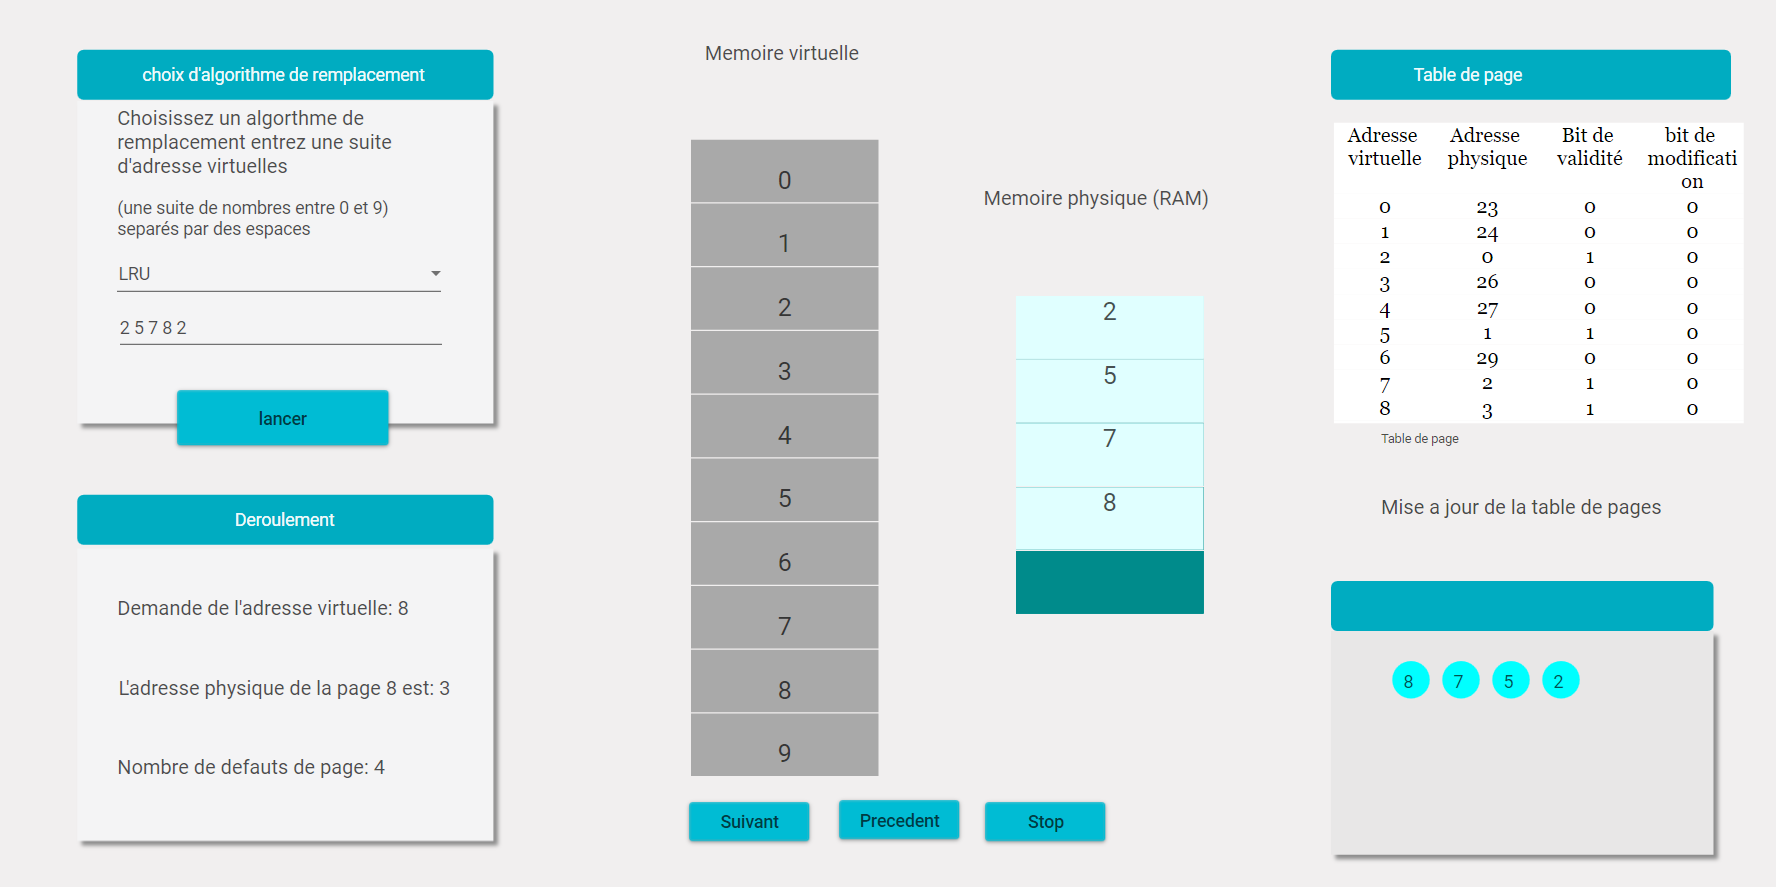 choix d'algorithme de remplacement
Choisissez un algorthme de
remplacement entrez une suite
d'adresse virtuelles
(une suite de nombres entre 0 et 9)
separés par des espaces
LRU
2 5 7 8 2
lancer
Deroulement
Demande de l'adresse virtuelle: 8
L'adresse physique de la page 8 est: 3
Nombre de defauts de page: 4
Memoire virtuelle
0
1
2
3
4
5
6
7
8
9
Suivant Precedent Stop
Memoire physique (RAM)
2
5
7
8
Table de page
Adresse virtuelle Adresse physique Bit de validité bit de modification
0 23 0 0
1 24 0 0
2 0 1 0
3 26 0 0
4 27 0 0
5 1 1 0
6 29 0 0
7 2 1 0
8 3 1 0
Table de page
Mise a jour de la table de pages
8 7 5 2